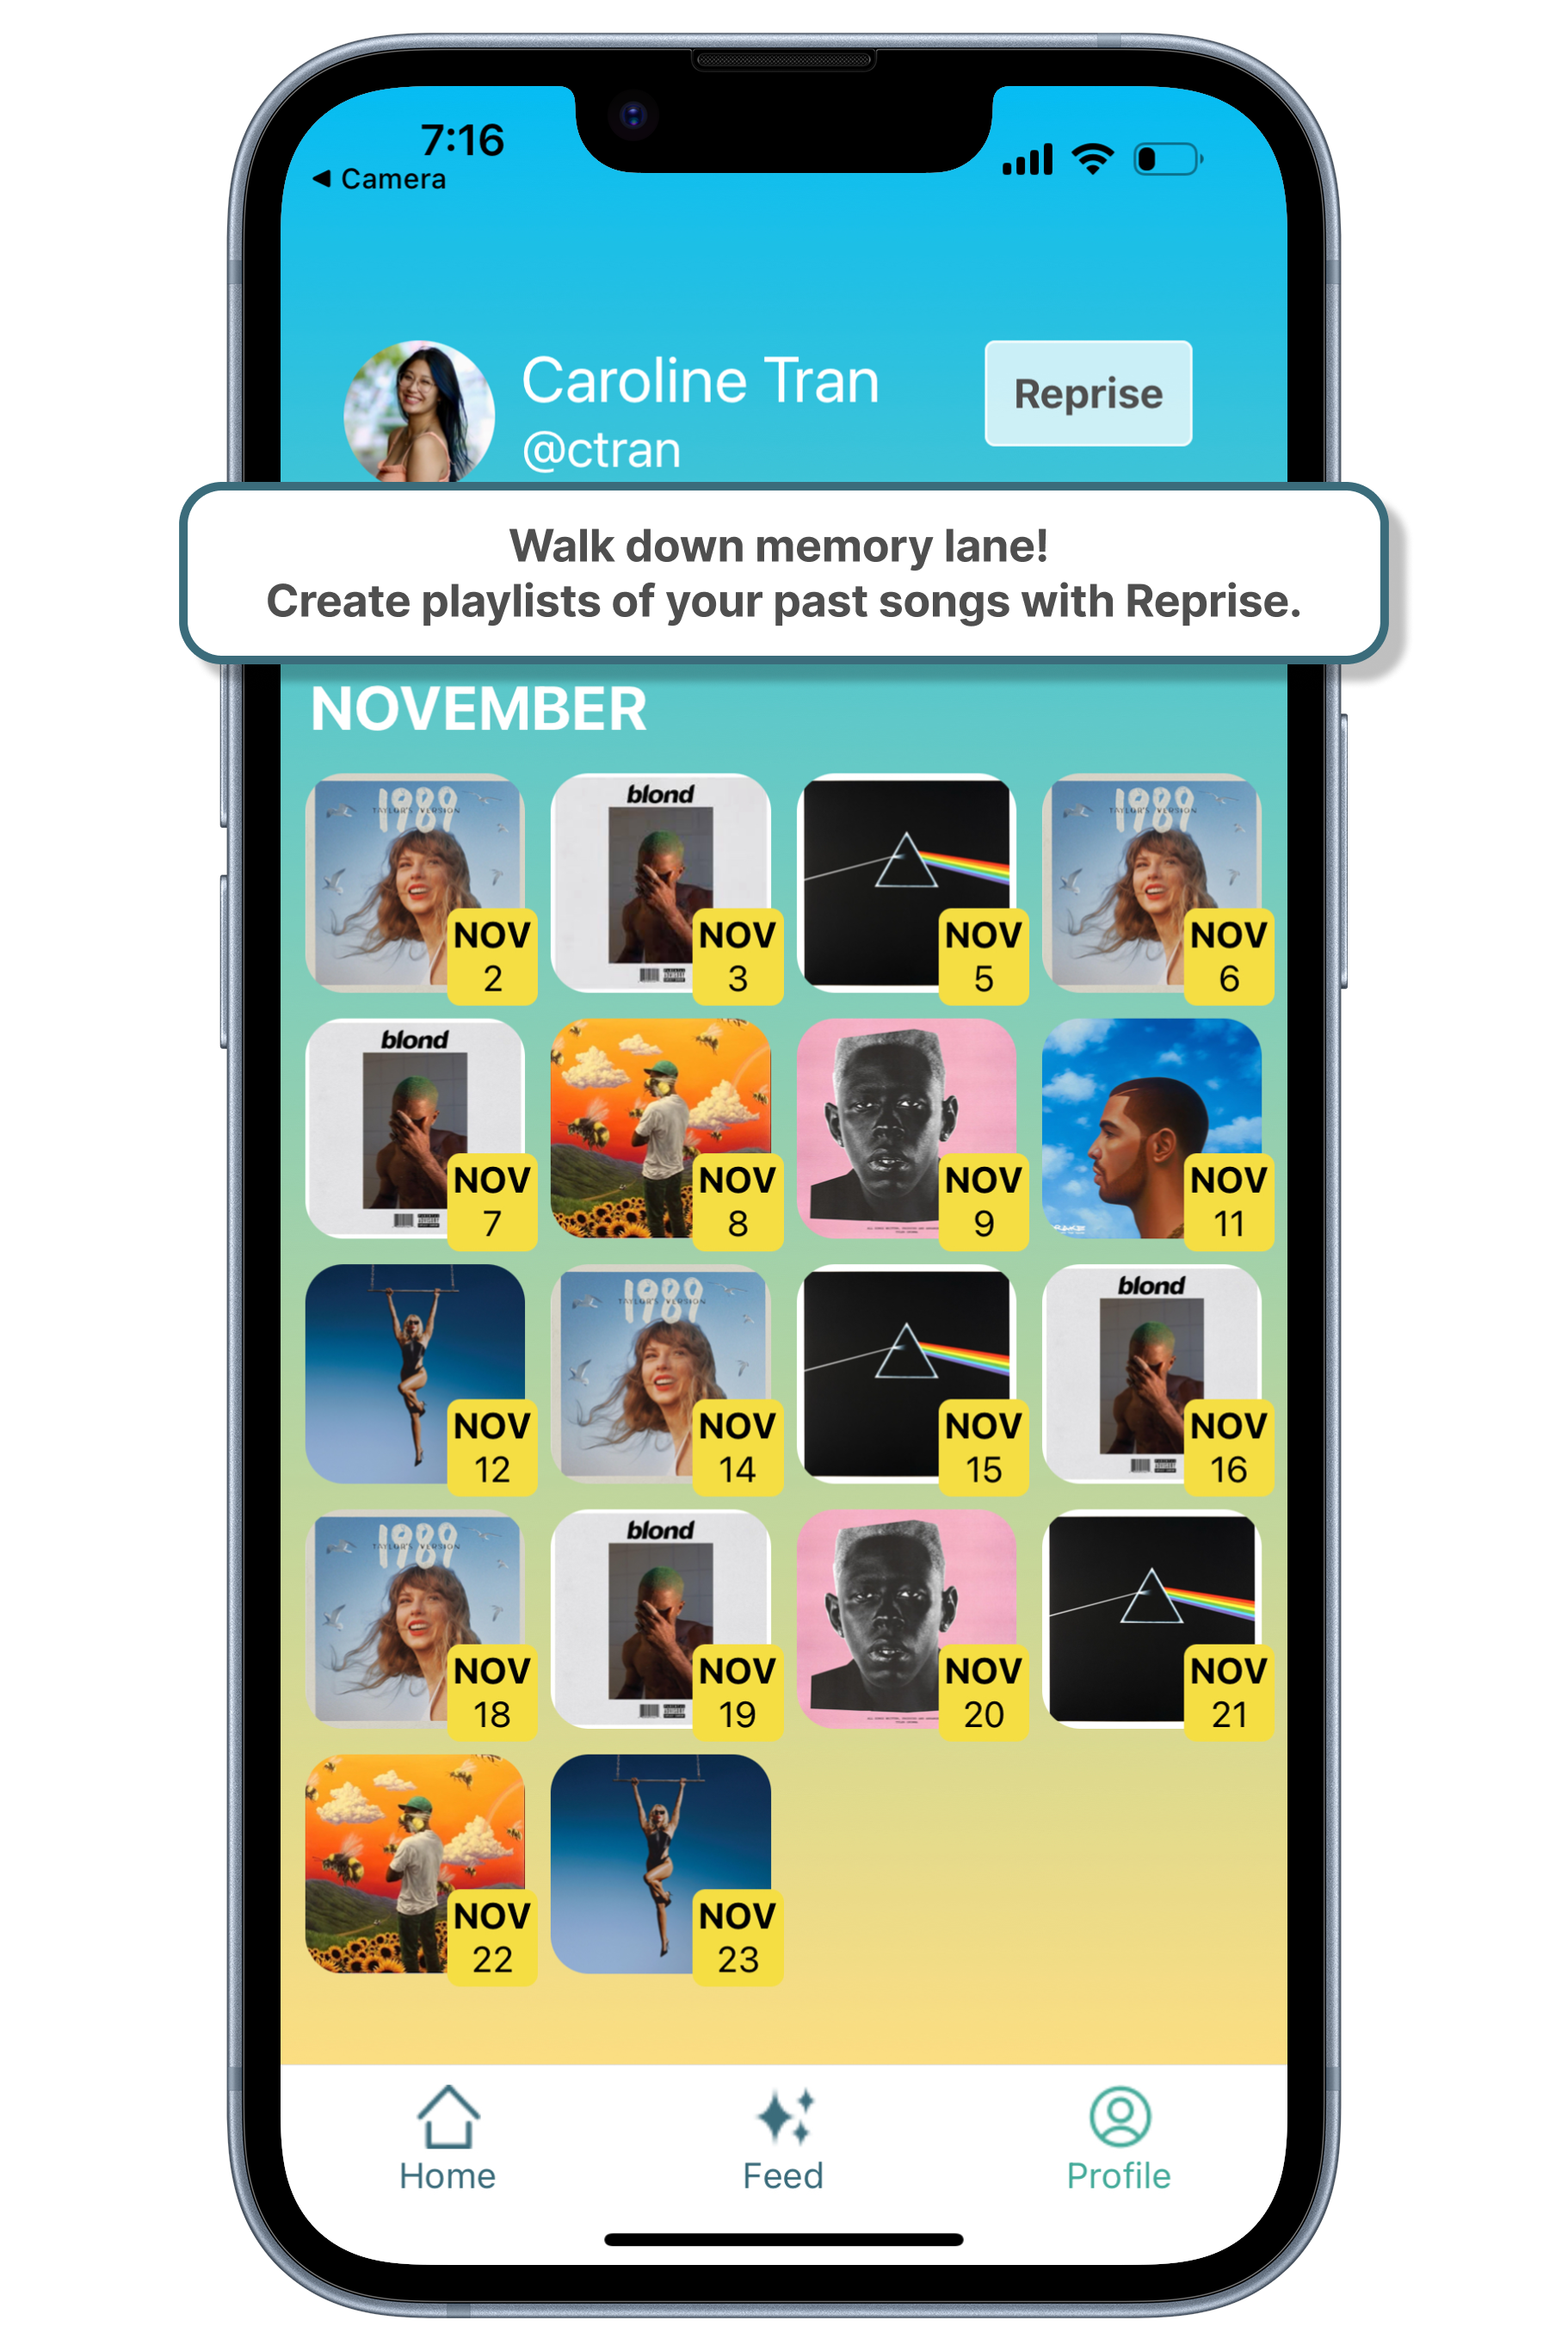 7:16
◀ Camera
Caroline Tran
@ctran
Reprise
Walk down memory lane!
Create playlists of your past songs with Reprise.
NOVEMBER
1989
TAYLOR'S VERSION
NOV
2
blond
NOV
3
NOV
5
1989
TAYLOR'S VERSION
NOV
6
blond
NOV
7
NOV
8
NOV
9
NOV
11
NOV
12
1989
TAYLOR'S VERSION
NOV
14
NOV
15
blond
NOV
16
1989
TAYLOR'S VERSION
NOV
18
blond
NOV
19
NOV
20
NOV
21
NOV
22
NOV
23
Home
Feed
Profile